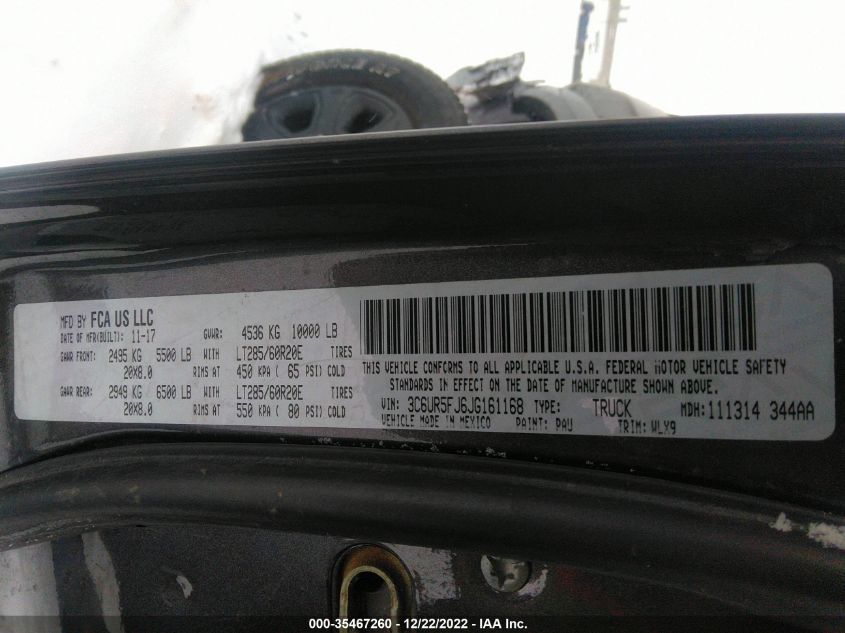 MFD BY FCA US LLC
DATE OF MFR(BUILT): 11-17 GVWR: 4536 KG 10000 LB
GAWR FRONT: 2495 KG 5500 LB WITH LT285/60R20E TIRES
20X8.0 RIMS AT 450 KPA ( 65 PSI) COLD
GAWR REAR: 2949 KG 6500 LB WITH LT285/60R20E TIRES
20X8.0 RIMS AT 550 KPA ( 80 PSI) COLD
THIS VEHICLE CONFORMS TO ALL APPLICABLE U.S.A. FEDERAL MOTOR VEHICLE SAFETY
STANDARDS IN EFFECT ON THE DATE OF MANUFACTURE SHOWN ABOVE.
VIN: 3C6UR5FJ6JG161168 TYPE: TRUCK MDH:111314 344AA
VEHICLE MADE IN MEXICO PAINT: PAU TRIM: WLX9
000-35467260 - 12/22/2022 - IAA Inc.